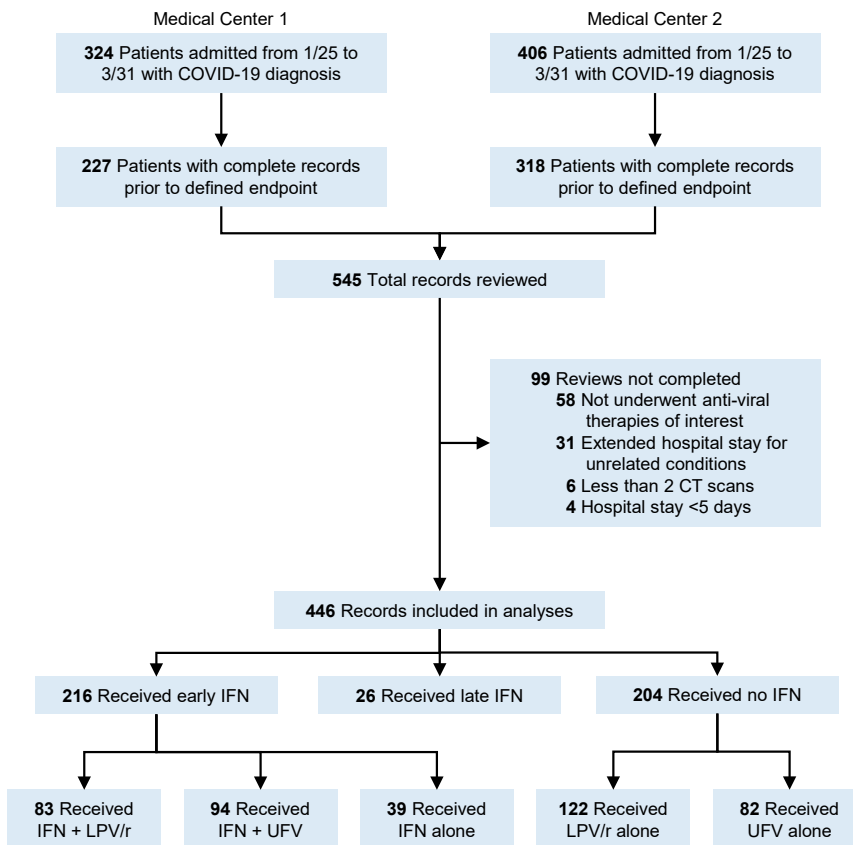 Medical Center 1
Medical Center 2
324 Patients admitted from 1/25 to
3/31 with COVID-19 diagnosis
406 Patients admitted from 1/25 to
3/31 with COVID-19 diagnosis
227 Patients with complete records
prior to defined endpoint
318 Patients with complete records
prior to defined endpoint
545 Total records reviewed
99 Reviews not completed
58 Not underwent anti-viral
therapies of interest
31 Extended hospital stay for
unrelated conditions
6 Less than 2 CT scans
4 Hospital stay <5 days
446 Records included in analyses
216 Received early IFN
26 Received late IFN
204 Received no IFN
83 Received
IFN + LPV/r
94 Received
IFN + UFV
39 Received
IFN alone
122 Received
LPV/r alone
82 Received
UFV alone